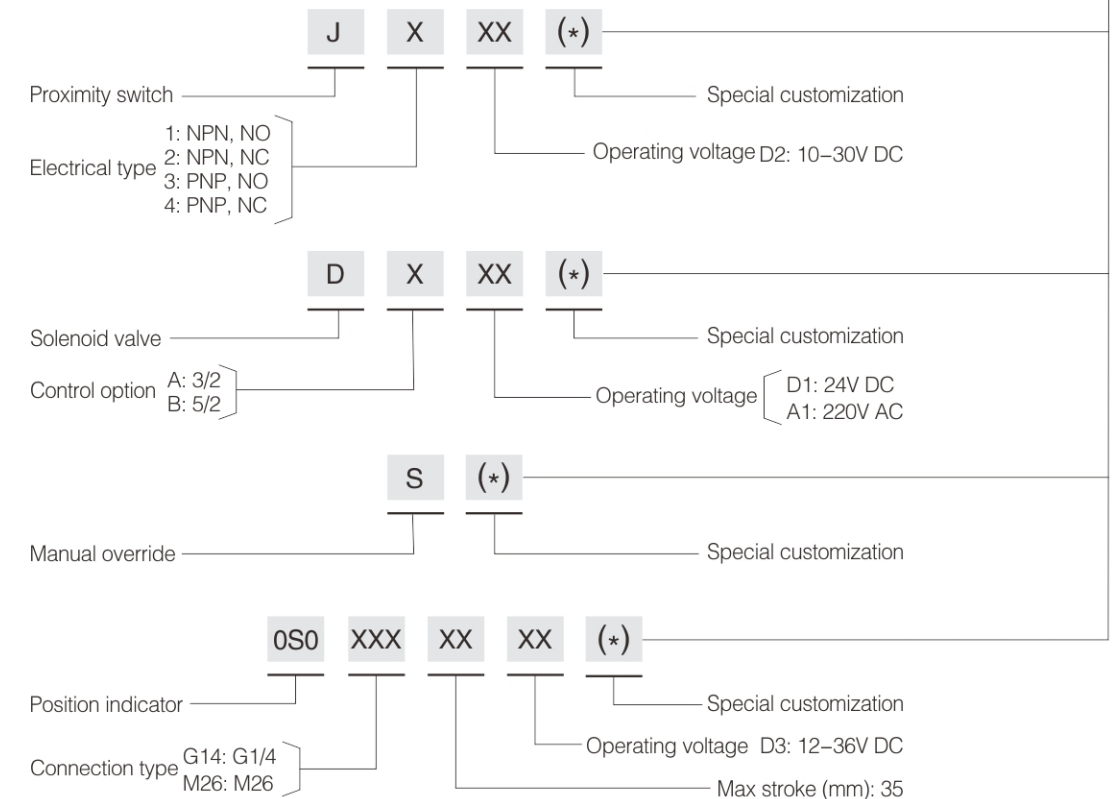 J X XX (*)
Proximity switch
Special customization
Electrical type
1: NPN, NO
2: NPN, NC
3: PNP, NO
4: PNP, NC
Operating voltage D2: 10–30V DC
D X XX (*)
Solenoid valve
Special customization
Control option
A: 3/2
B: 5/2
Operating voltage
D1: 24V DC
A1: 220V AC
S (*)
Manual override
Special customization
0S0 XXX XX XX (*)
Position indicator
Special customization
Operating voltage D3: 12–36V DC
Connection type
G14: G1/4
M26: M26
Max stroke (mm): 35